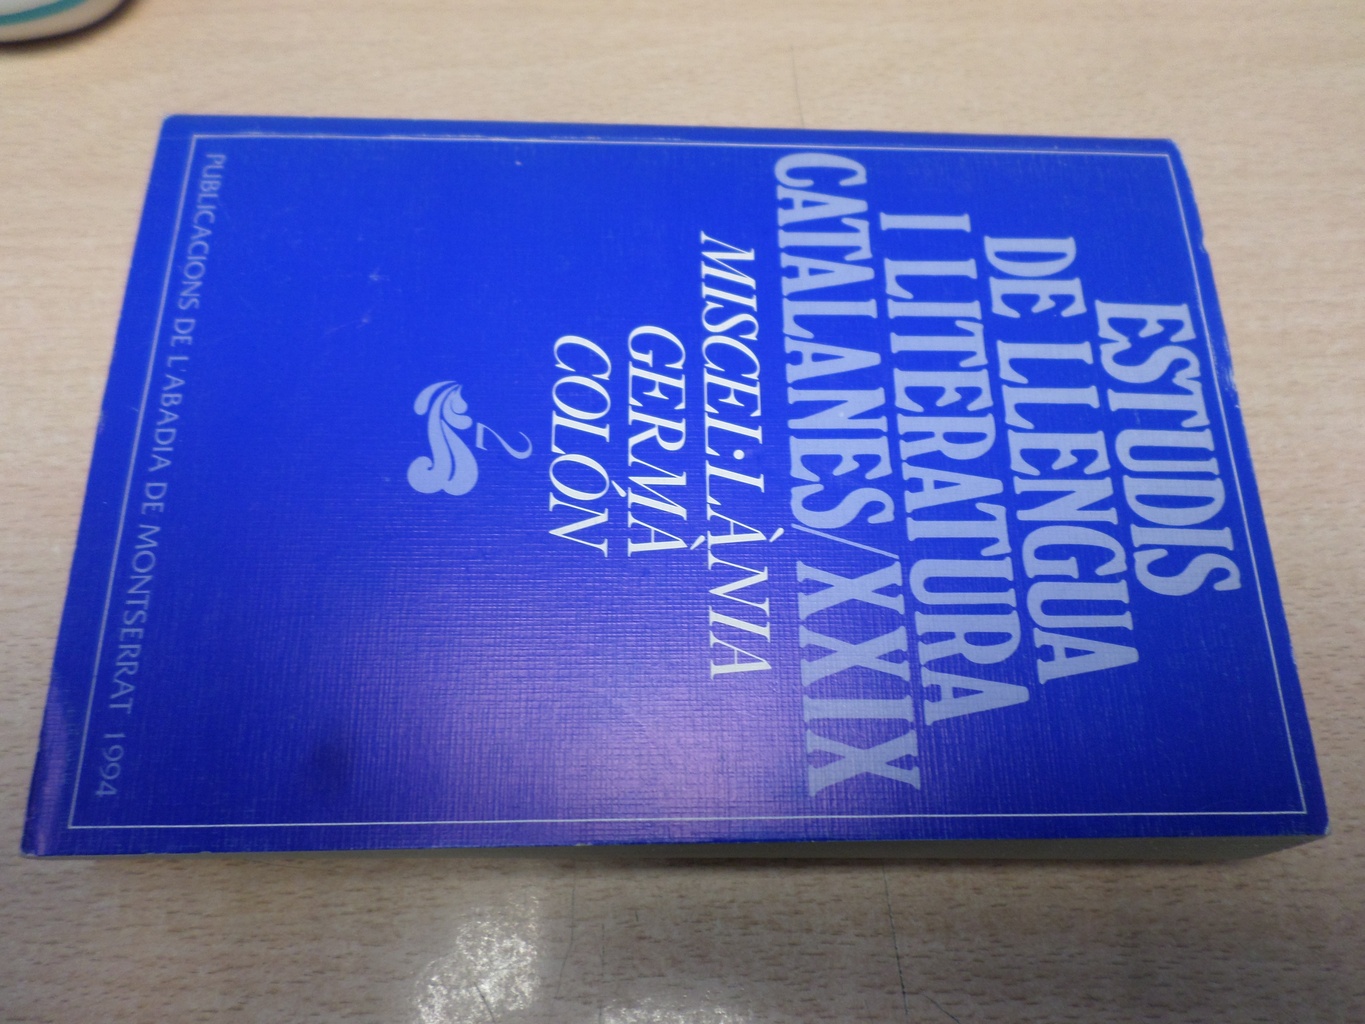 ESTUDIS
DE LLENGUA
I LITERATURA
CATALANES/XXIX
MISCEL·LÀNIA
GERMÀ
COLÓN
2
PUBLICACIONS DE L'ABADIA DE MONTSERRAT 1994